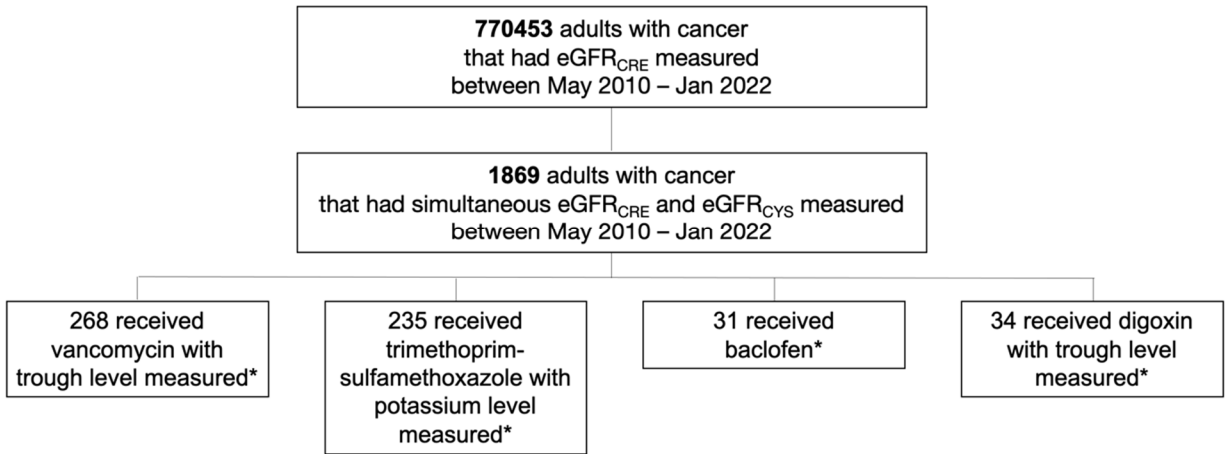 770453 adults with cancer
that had eGFRCRE measured
between May 2010 – Jan 2022
1869 adults with cancer
that had simultaneous eGFRCRE and eGFRCYS measured
between May 2010 – Jan 2022
268 received
vancomycin with
trough level measured*
235 received
trimethoprim-
sulfamethoxazole with
potassium level
measured*
31 received
baclofen*
34 received digoxin
with trough level
measured*